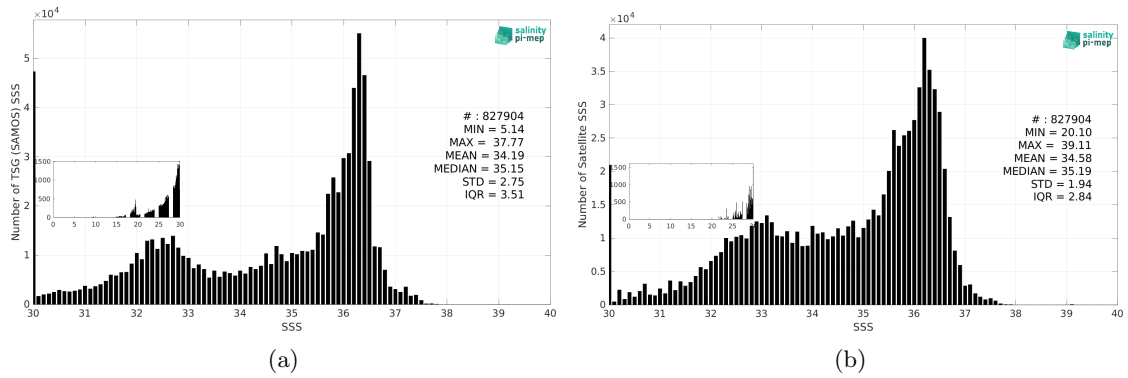 ×10⁴
salinity
pi-mep
5
4
3
2
1
0
Number of TSG (SAMOS) SSS
# : 827904
MIN = 5.14
MAX = 37.77
MEAN = 34.19
MEDIAN = 35.15
STD = 2.75
IQR = 3.51
1500
1000
500
0
0 5 10 15 20 25 30
30 31 32 33 34 35 36 37 38 39 40
SSS
(a)
×10⁴
salinity
pi-mep
4
3.5
3
2.5
2
1.5
1
0.5
0
Number of Satellite SSS
# : 827904
MIN = 20.10
MAX = 39.11
MEAN = 34.58
MEDIAN = 35.19
STD = 1.94
IQR = 2.84
1500
1000
500
0
0 5 10 15 20 25 30
30 31 32 33 34 35 36 37 38 39 40
SSS
(b)